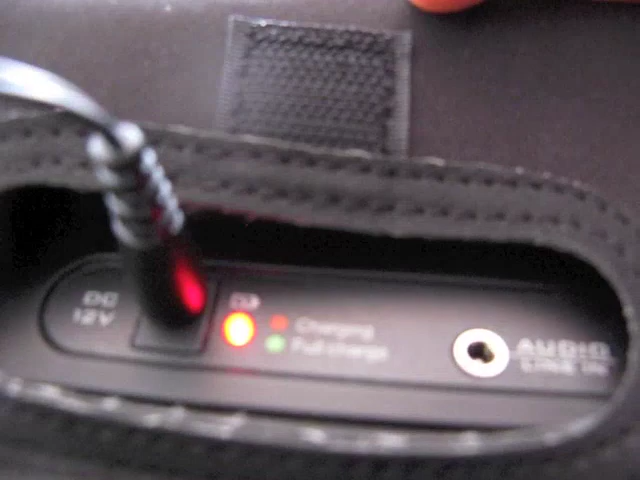 DC
12V
Charging
Full charge
AUDIO
LINE IN